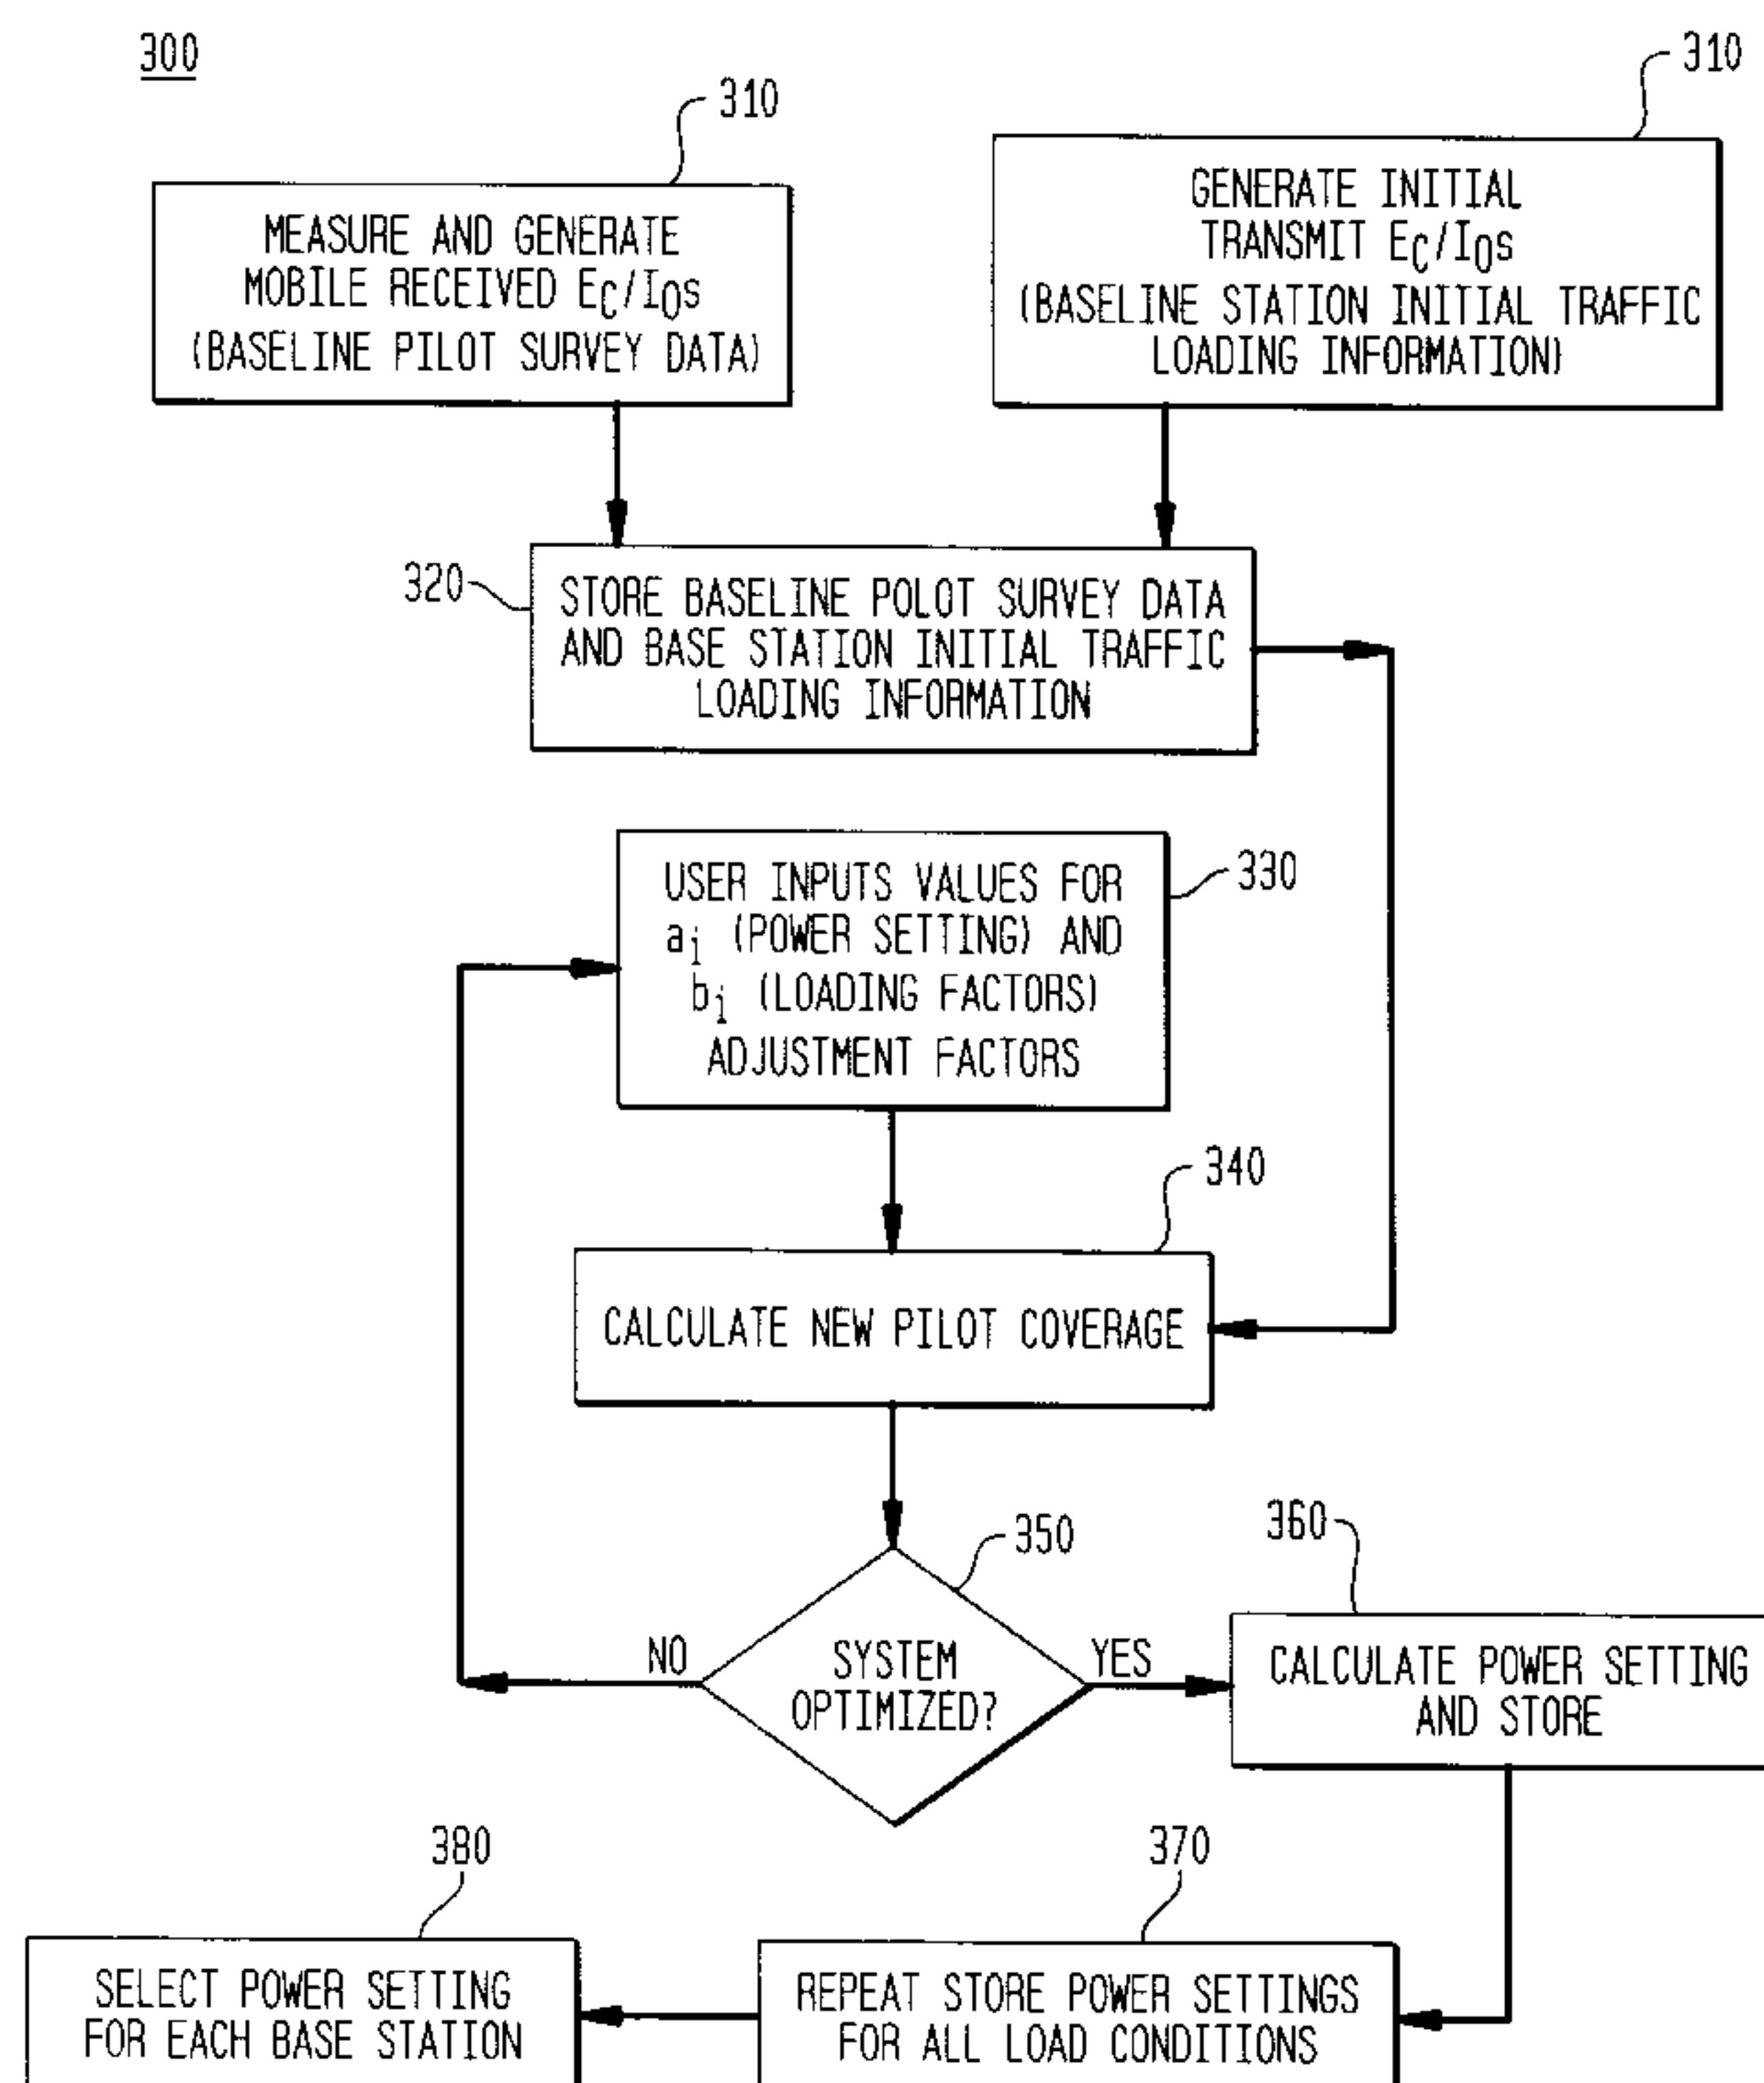 300
310
310
MEASURE AND GENERATE
MOBILE RECEIVED EC/I0s
(BASELINE PILOT SURVEY DATA)
GENERATE INITIAL
TRANSMIT EC/I0s
(BASELINE STATION INITIAL TRAFFIC
LOADING INFORMATION)
320
STORE BASELINE POLOT SURVEY DATA
AND BASE STATION INITIAL TRAFFIC
LOADING INFORMATION
330
USER INPUTS VALUES FOR
ai (POWER SETTING) AND
bi (LOADING FACTORS)
ADJUSTMENT FACTORS
340
CALCULATE NEW PILOT COVERAGE
350
SYSTEM
OPTIMIZED?
NO
YES
360
CALCULATE POWER SETTING
AND STORE
370
REPEAT STORE POWER SETTINGS
FOR ALL LOAD CONDITIONS
380
SELECT POWER SETTING
FOR EACH BASE STATION